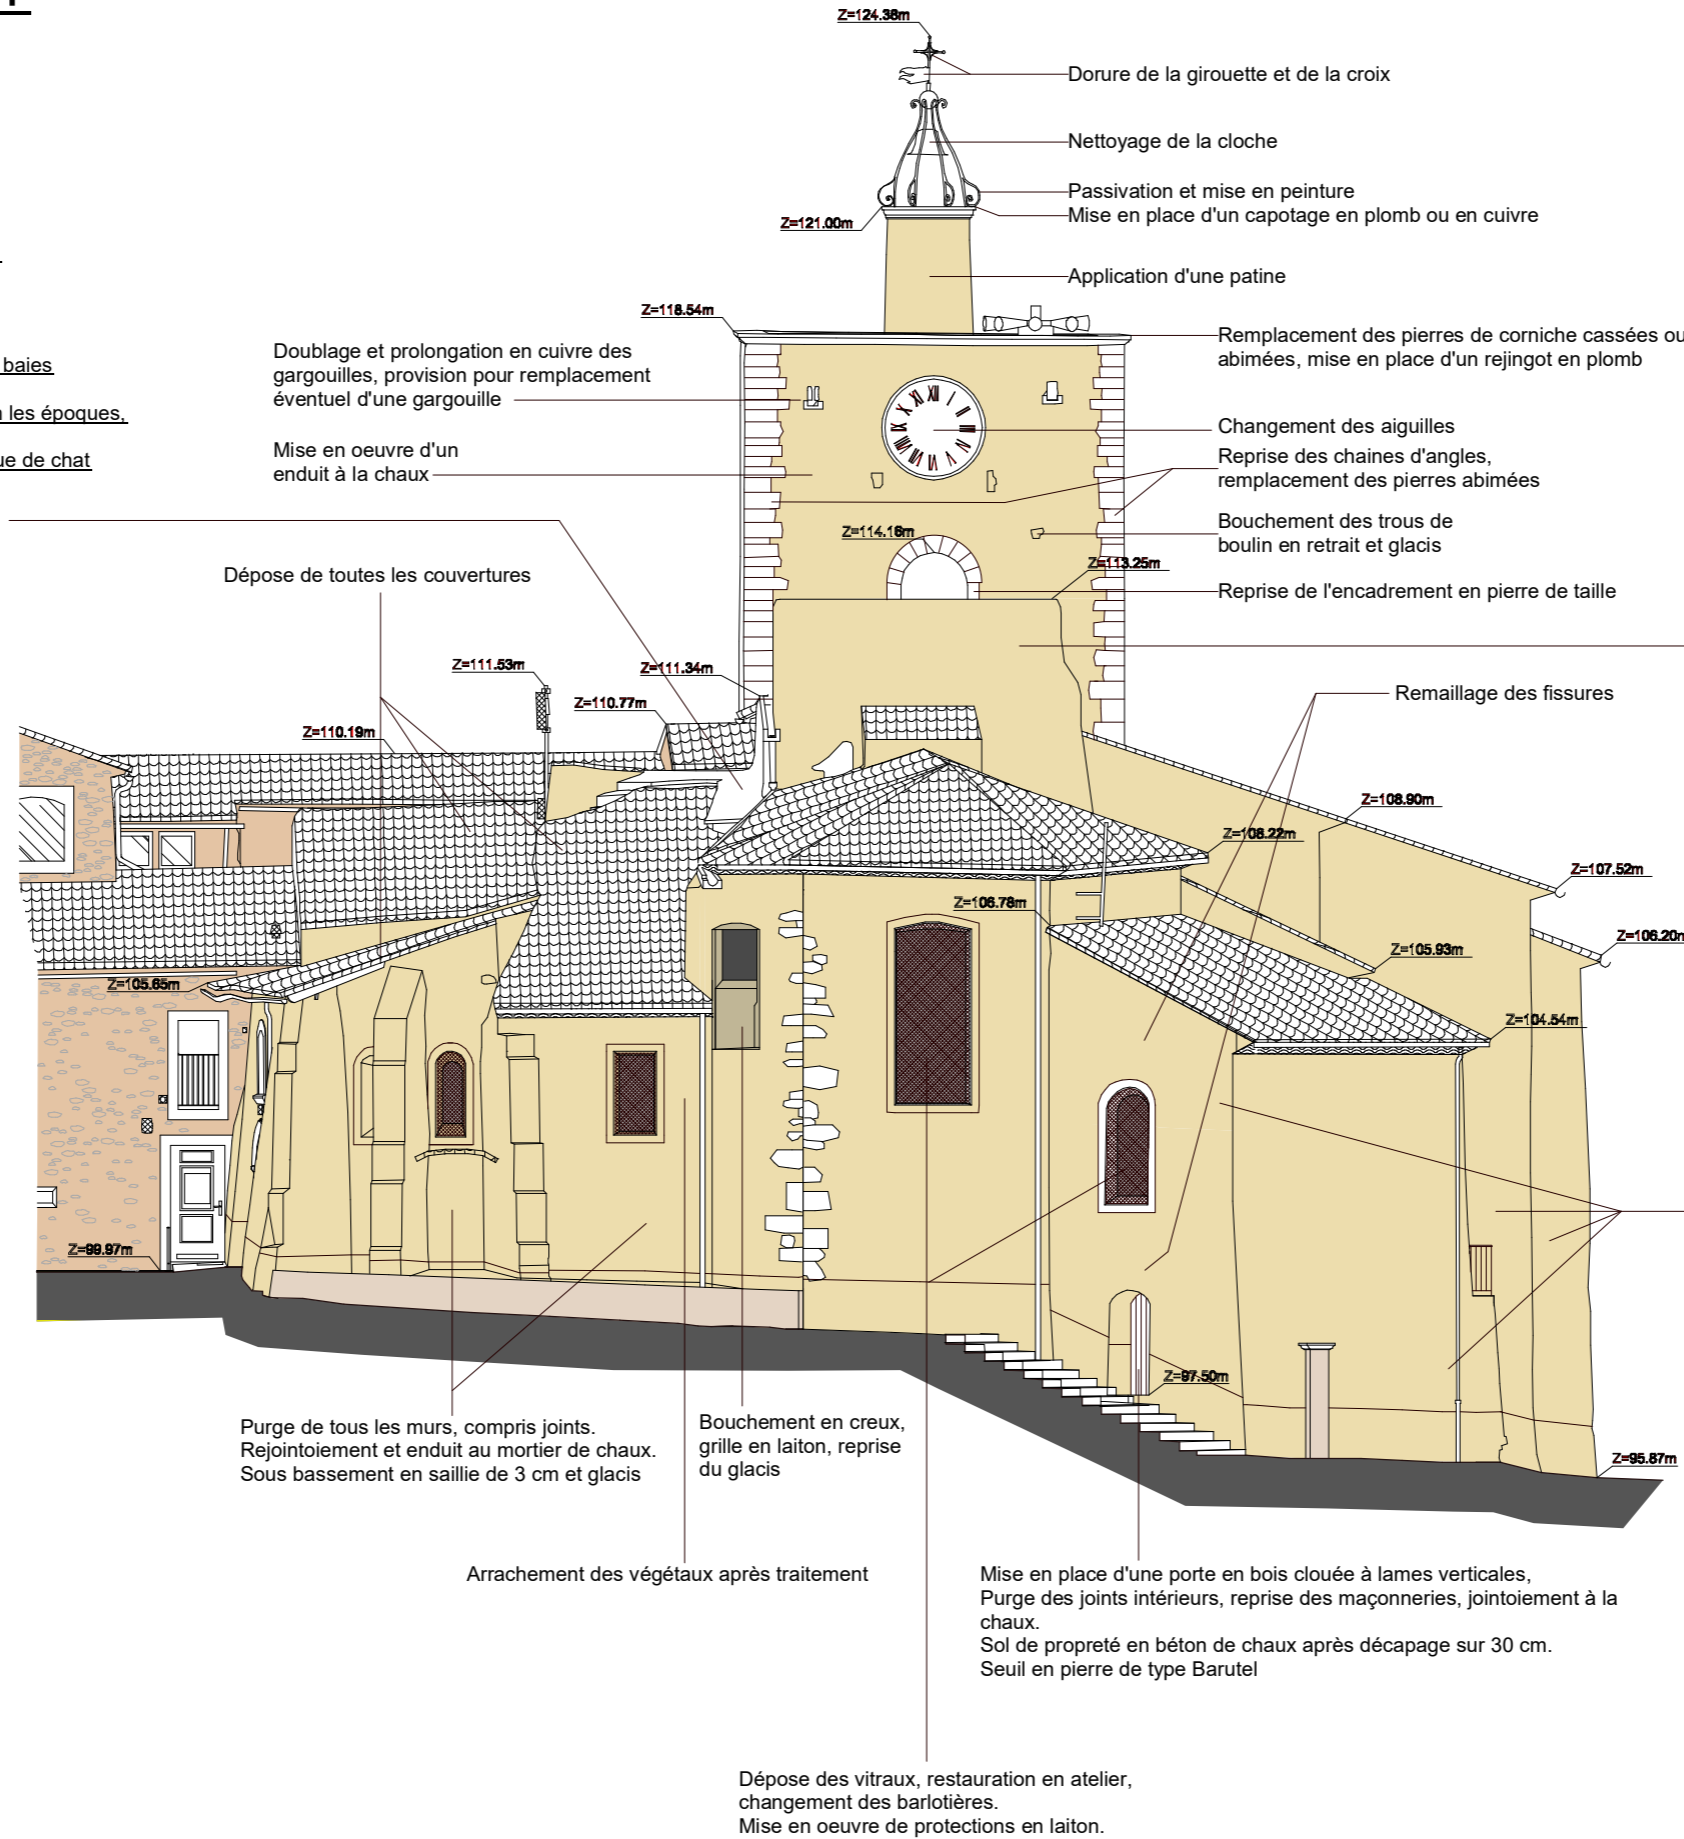 Z=124.36m
Dorure de la girouette et de la croix
Nettoyage de la cloche
Passivation et mise en peinture
Mise en place d'un capotage en plomb ou en cuivre
Z=121.00m
Application d'une patine
Z=118.54m
Remplacement des pierres de corniche cassées ou
abimées, mise en place d'un rejingot en plomb
Doublage et prolongation en cuivre des
gargouilles, provision pour remplacement
éventuel d'une gargouille
baies
les époques,
de chat
XII I II III IV V VI VII VIII IX X XI
Changement des aiguilles
Mise en oeuvre d'un
enduit à la chaux
Reprise des chaines d'angles,
remplacement des pierres abimées
Bouchement des trous de
boulin en retrait et glacis
Z=114.16m
Z=113.25m
Dépose de toutes les couvertures
Reprise de l'encadrement en pierre de taille
Z=111.53m
Z=111.34m
Z=110.77m
Z=110.19m
Remaillage des fissures
Z=108.90m
Z=108.22m
Z=107.52m
Z=106.78m
Z=106.20m
Z=105.93m
Z=105.65m
Z=104.54m
Z=99.97m
Z=97.50m
Z=95.87m
Purge de tous les murs, compris joints.
Rejointoiement et enduit au mortier de chaux.
Sous bassement en saillie de 3 cm et glacis
Bouchement en creux,
grille en laiton, reprise
du glacis
Arrachement des végétaux après traitement
Mise en place d'une porte en bois clouée à lames verticales,
Purge des joints intérieurs, reprise des maçonneries, jointoiement à la
chaux.
Sol de propreté en béton de chaux après décapage sur 30 cm.
Seuil en pierre de type Barutel
Dépose des vitraux, restauration en atelier,
changement des barlotières.
Mise en oeuvre de protections en laiton.